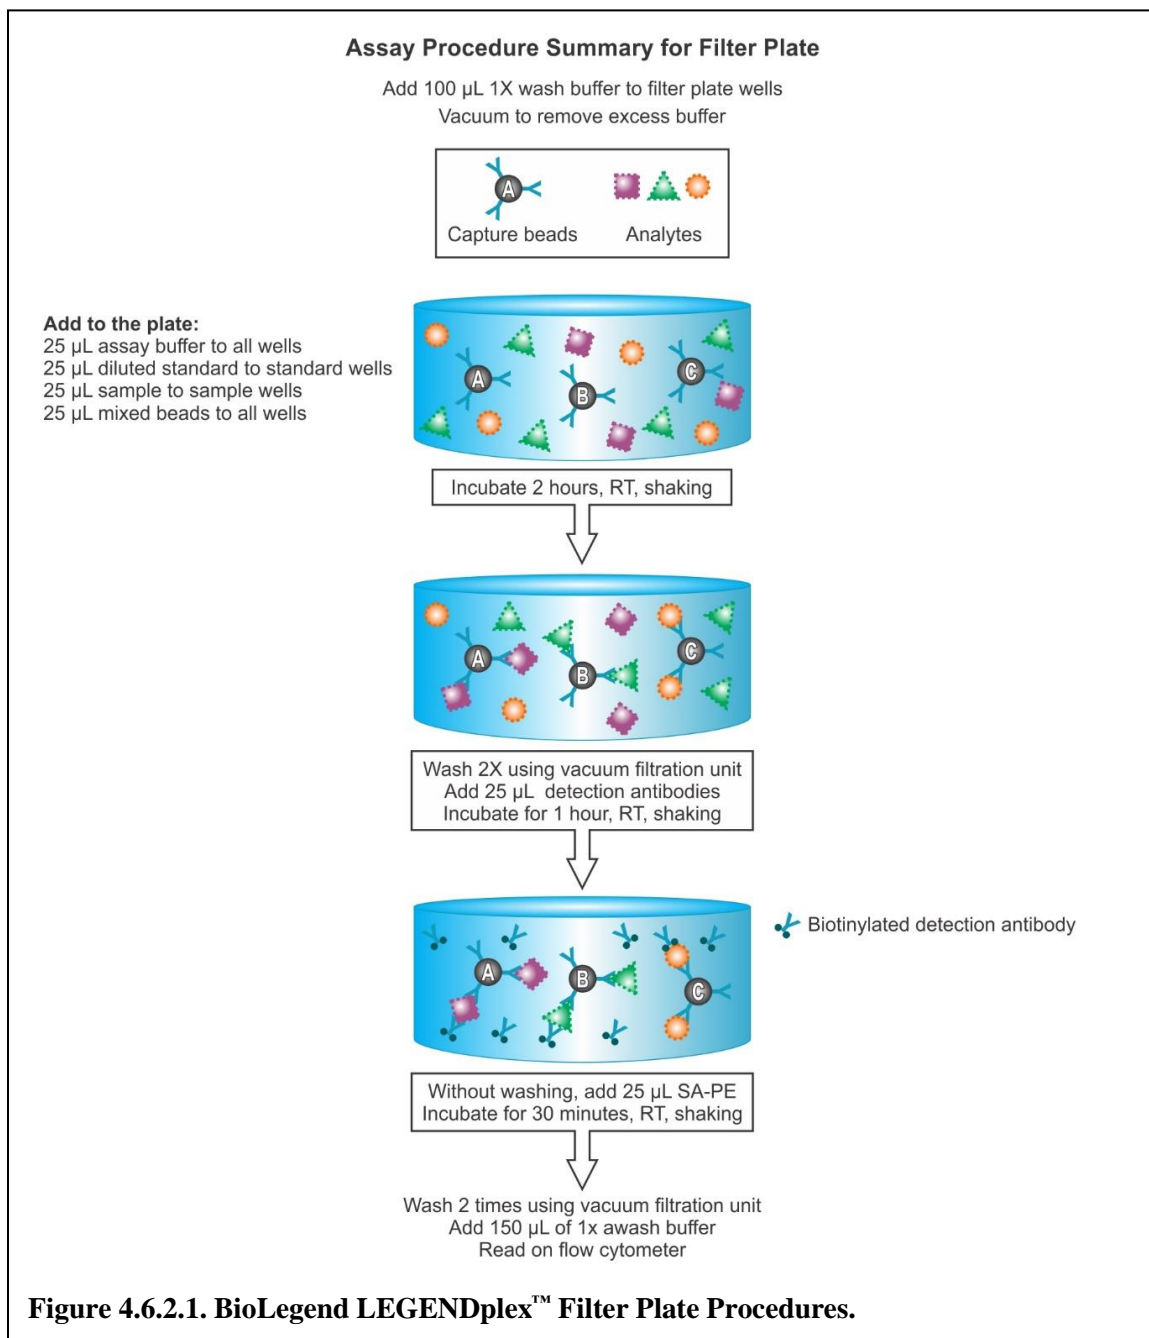 Assay Procedure Summary for Filter Plate
Add 100 µL 1X wash buffer to filter plate wells
Vacuum to remove excess buffer
A
Capture beads
Analytes
Add to the plate:
25 µL assay buffer to all wells
25 µL diluted standard to standard wells
25 µL sample to sample wells
25 µL mixed beads to all wells
A
B
C
Incubate 2 hours, RT, shaking
A
B
C
Wash 2X using vacuum filtration unit
Add 25 µL detection antibodies
Incubate for 1 hour, RT, shaking
A
B
C
Biotinylated detection antibody
Without washing, add 25 µL SA-PE
Incubate for 30 minutes, RT, shaking
Wash 2 times using vacuum filtration unit
Add 150 µL of 1x awash buffer
Read on flow cytometer
Figure 4.6.2.1. BioLegend LEGENDplex™ Filter Plate Procedures.